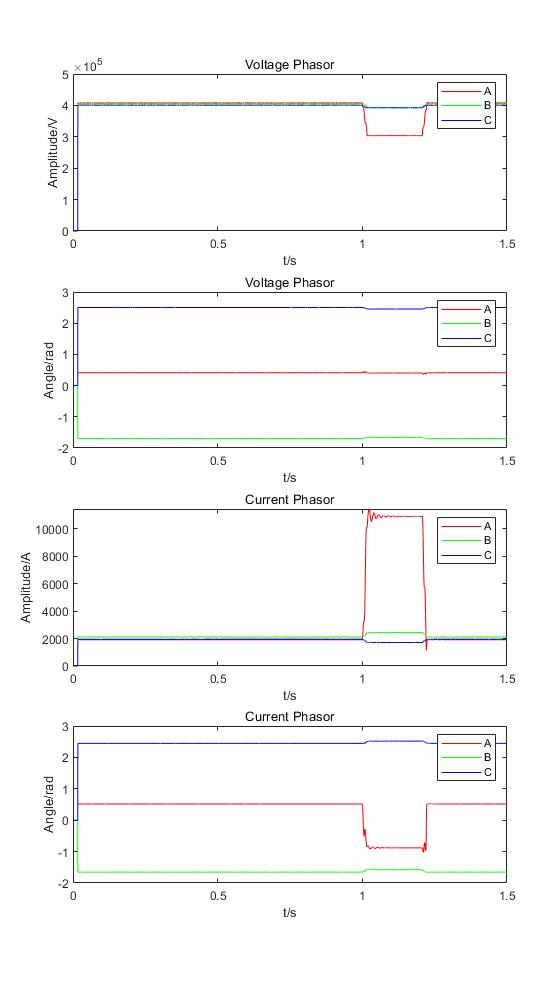 ×10⁵
Voltage Phasor
5
4
3
2
1
0
Amplitude/V
A
B
C
0 0.5 1 1.5
t/s
Voltage Phasor
3
2
1
0
-1
-2
Angle/rad
A
B
C
0 0.5 1 1.5
t/s
Current Phasor
10000
8000
6000
4000
2000
0
Amplitude/A
A
B
C
0 0.5 1 1.5
t/s
Current Phasor
3
2
1
0
-1
-2
Angle/rad
A
B
C
0 0.5 1 1.5
t/s